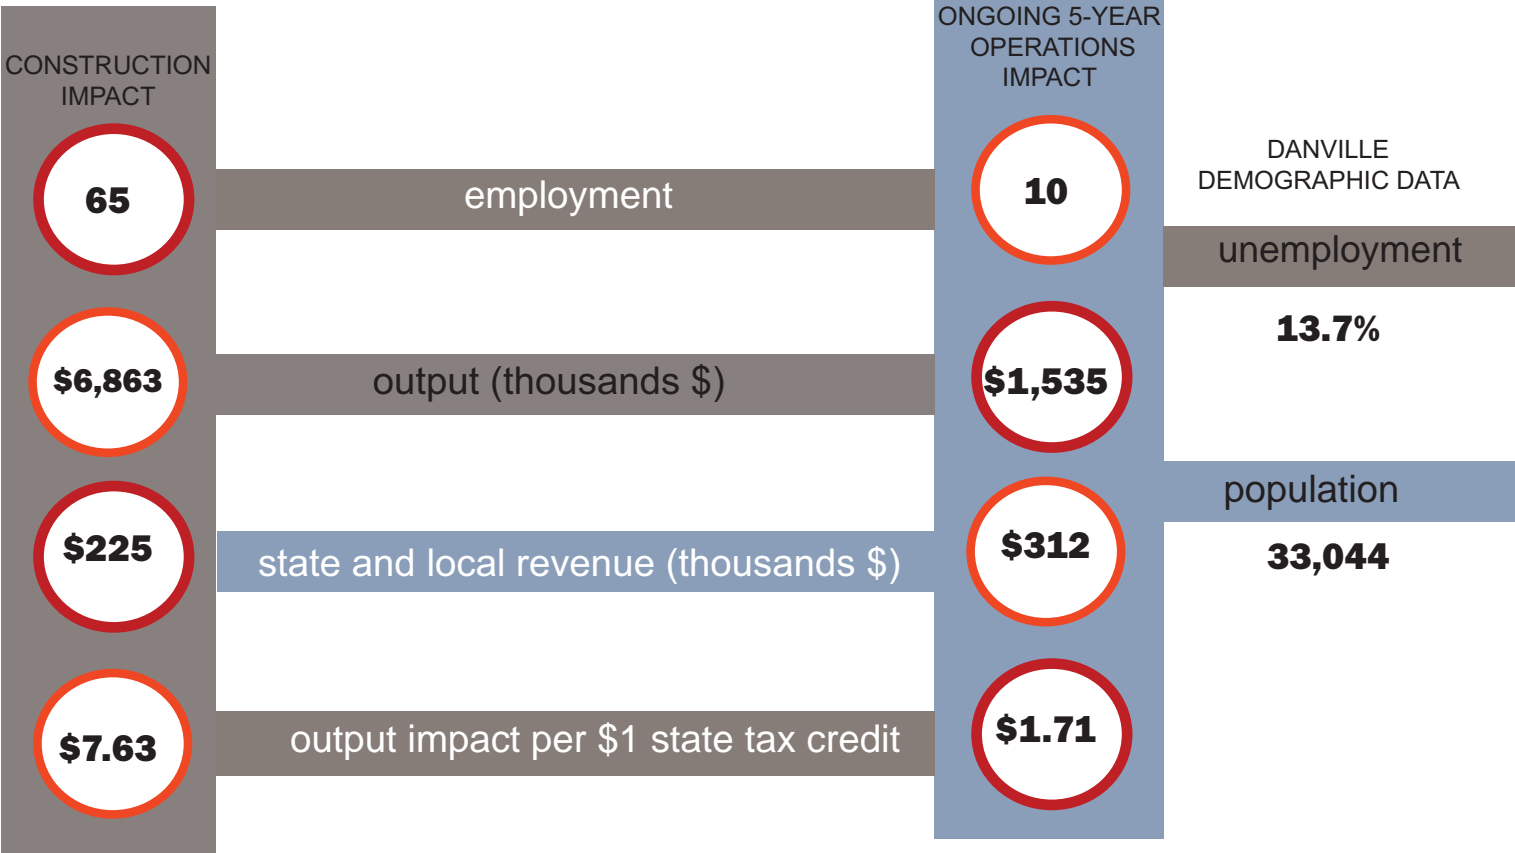 CONSTRUCTION
IMPACT
ONGOING 5-YEAR
OPERATIONS
IMPACT
65
employment
10
$6,863
output (thousands $)
$1,535
$225
state and local revenue (thousands $)
$312
$7.63
output impact per $1 state tax credit
$1.71
DANVILLE
DEMOGRAPHIC DATA
unemployment
13.7%
population
33,044